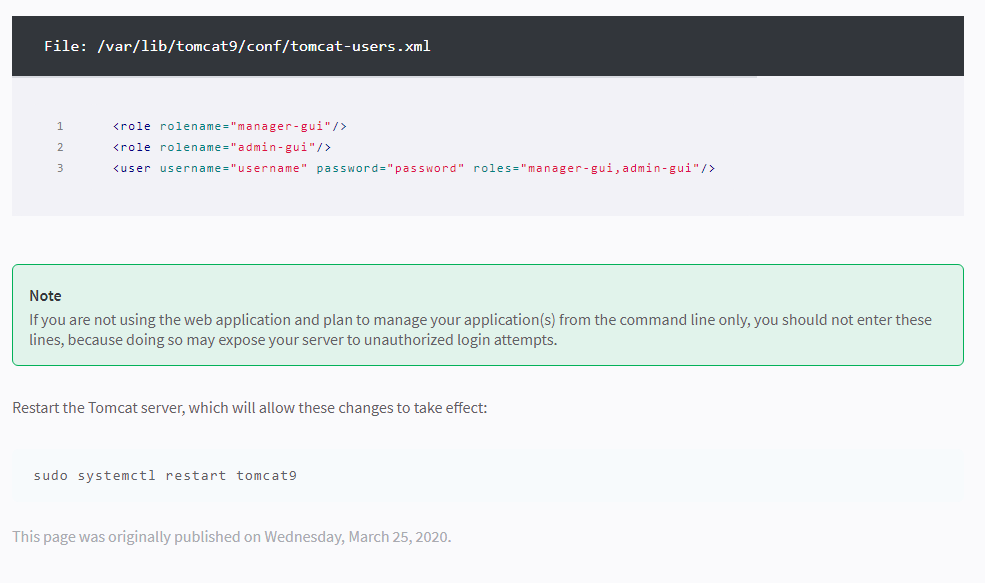 File: /var/lib/tomcat9/conf/tomcat-users.xml
1 <role rolename="manager-gui"/>
2 <role rolename="admin-gui"/>
3 <user username="username" password="password" roles="manager-gui,admin-gui"/>
Note
If you are not using the web application and plan to manage your application(s) from the command line only, you should not enter these
lines, because doing so may expose your server to unauthorized login attempts.
Restart the Tomcat server, which will allow these changes to take effect:
sudo systemctl restart tomcat9
This page was originally published on Wednesday, March 25, 2020.